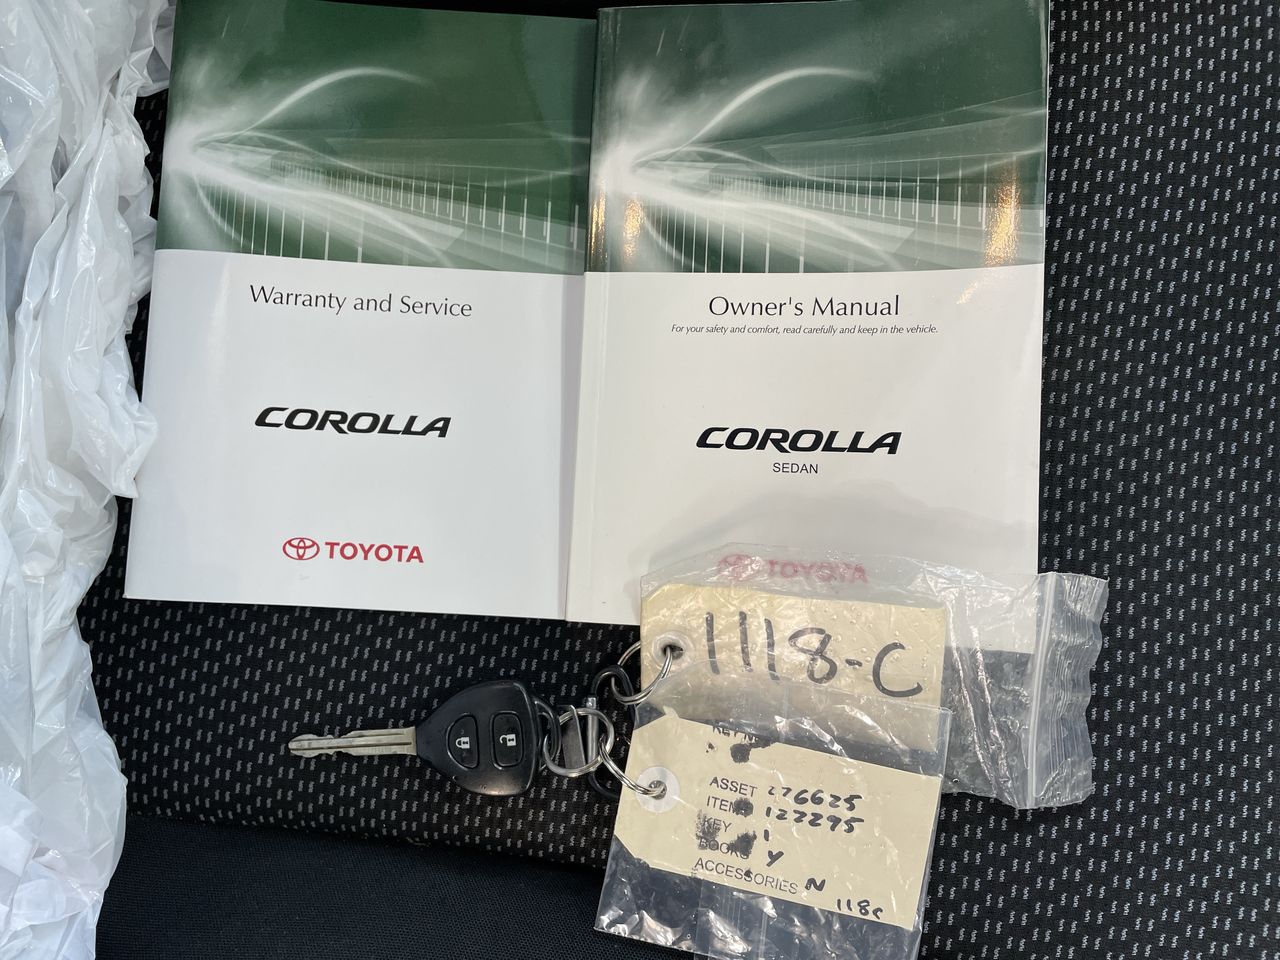 Warranty and Service
COROLLA
TOYOTA
Owner's Manual
For your safety and comfort, read carefully and keep in the vehicle.
COROLLA
SEDAN
TOYOTA
1118-C
ASSET 276625
ITEM 122295
KEY 1
BOOKS Y
ACCESSORIES N
118c